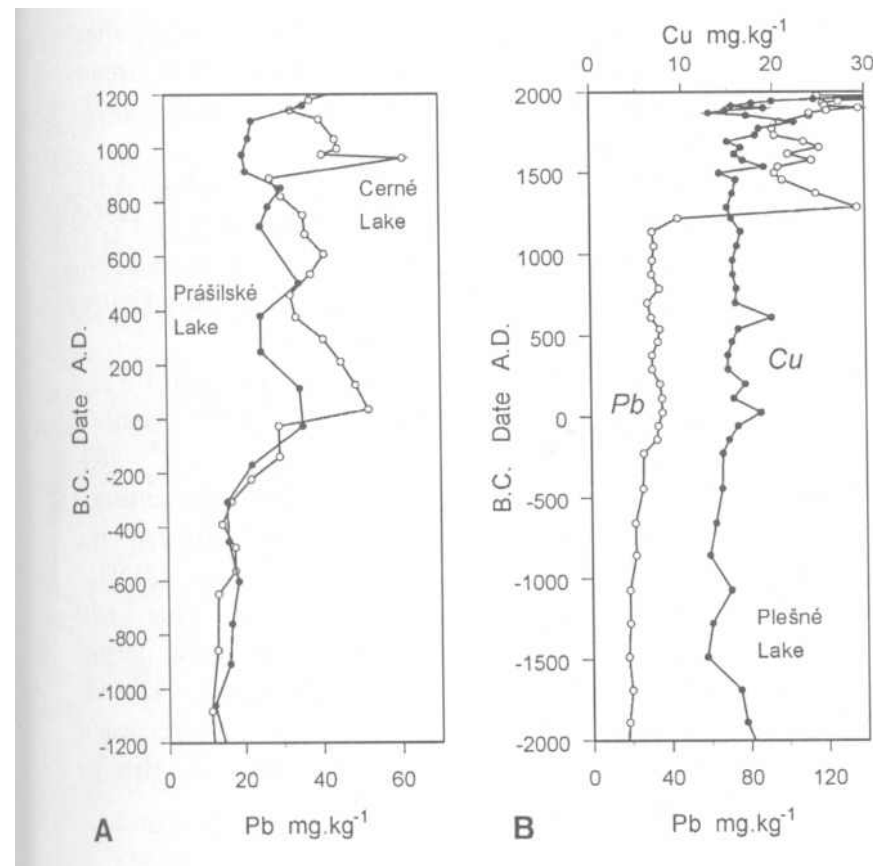 Cu mg.kg⁻¹
0 10 20 30
1200
1000
800
600
400
200
0
-200
-400
-600
-800
-1000
-1200
B.C. Date A.D.
Cerné
Lake
Prášilské
Lake
0 20 40 60
A Pb mg.kg⁻¹
2000
1500
1000
500
0
-500
-1000
-1500
-2000
B.C. Date A.D.
Pb
Cu
Plešné
Lake
0 40 80 120
B Pb mg.kg⁻¹